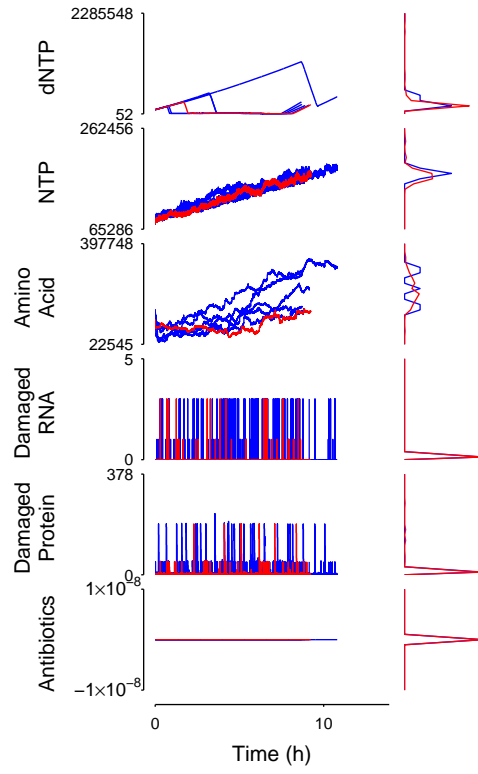 2285548
dNTP
52
262456
NTP
65286
397748
Amino
Acid
22545
5
Damaged
RNA
0
378
Damaged
Protein
0
1×10⁻⁸
Antibiotics
−1×10⁻⁸
0 10
Time (h)